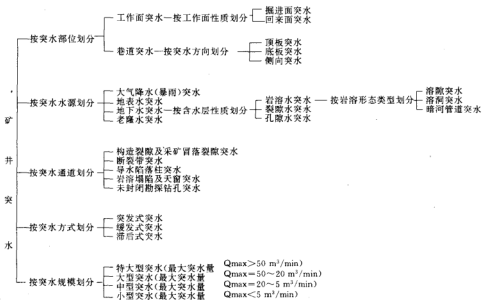 矿井突水
按突水部位划分
工作面突水
按工作面性质划分
掘进面突水
回来面突水
巷道突水
按突水方向划分
顶板突水
底板突水
侧向突水
按突水水源划分
大气降水(暴雨)突水
地表水突水
地下水突水
按含水层性质划分
岩溶水突水
按岩溶形态类型划分
溶隙突水
溶洞突水
暗河管道突水
裂隙水突水
孔隙水突水
老窿水突水
按突水通道划分
构造裂隙及采矿冒落裂隙突水
断裂带突水
导水陷落柱突水
岩溶塌陷及天窗突水
未封闭勘探钻孔突水
按突水方式划分
突发式突水
缓发式突水
滞后式突水
按突水规模划分
特大型突水(最大突水量 Qmax>50 m³/min)
大型突水(最大突水量 Qmax=50~20 m³/min)
中型突水(最大突水量 Qmax=20~5 m³/min)
小型突水(最大突水量 Qmax<5 m³/min)